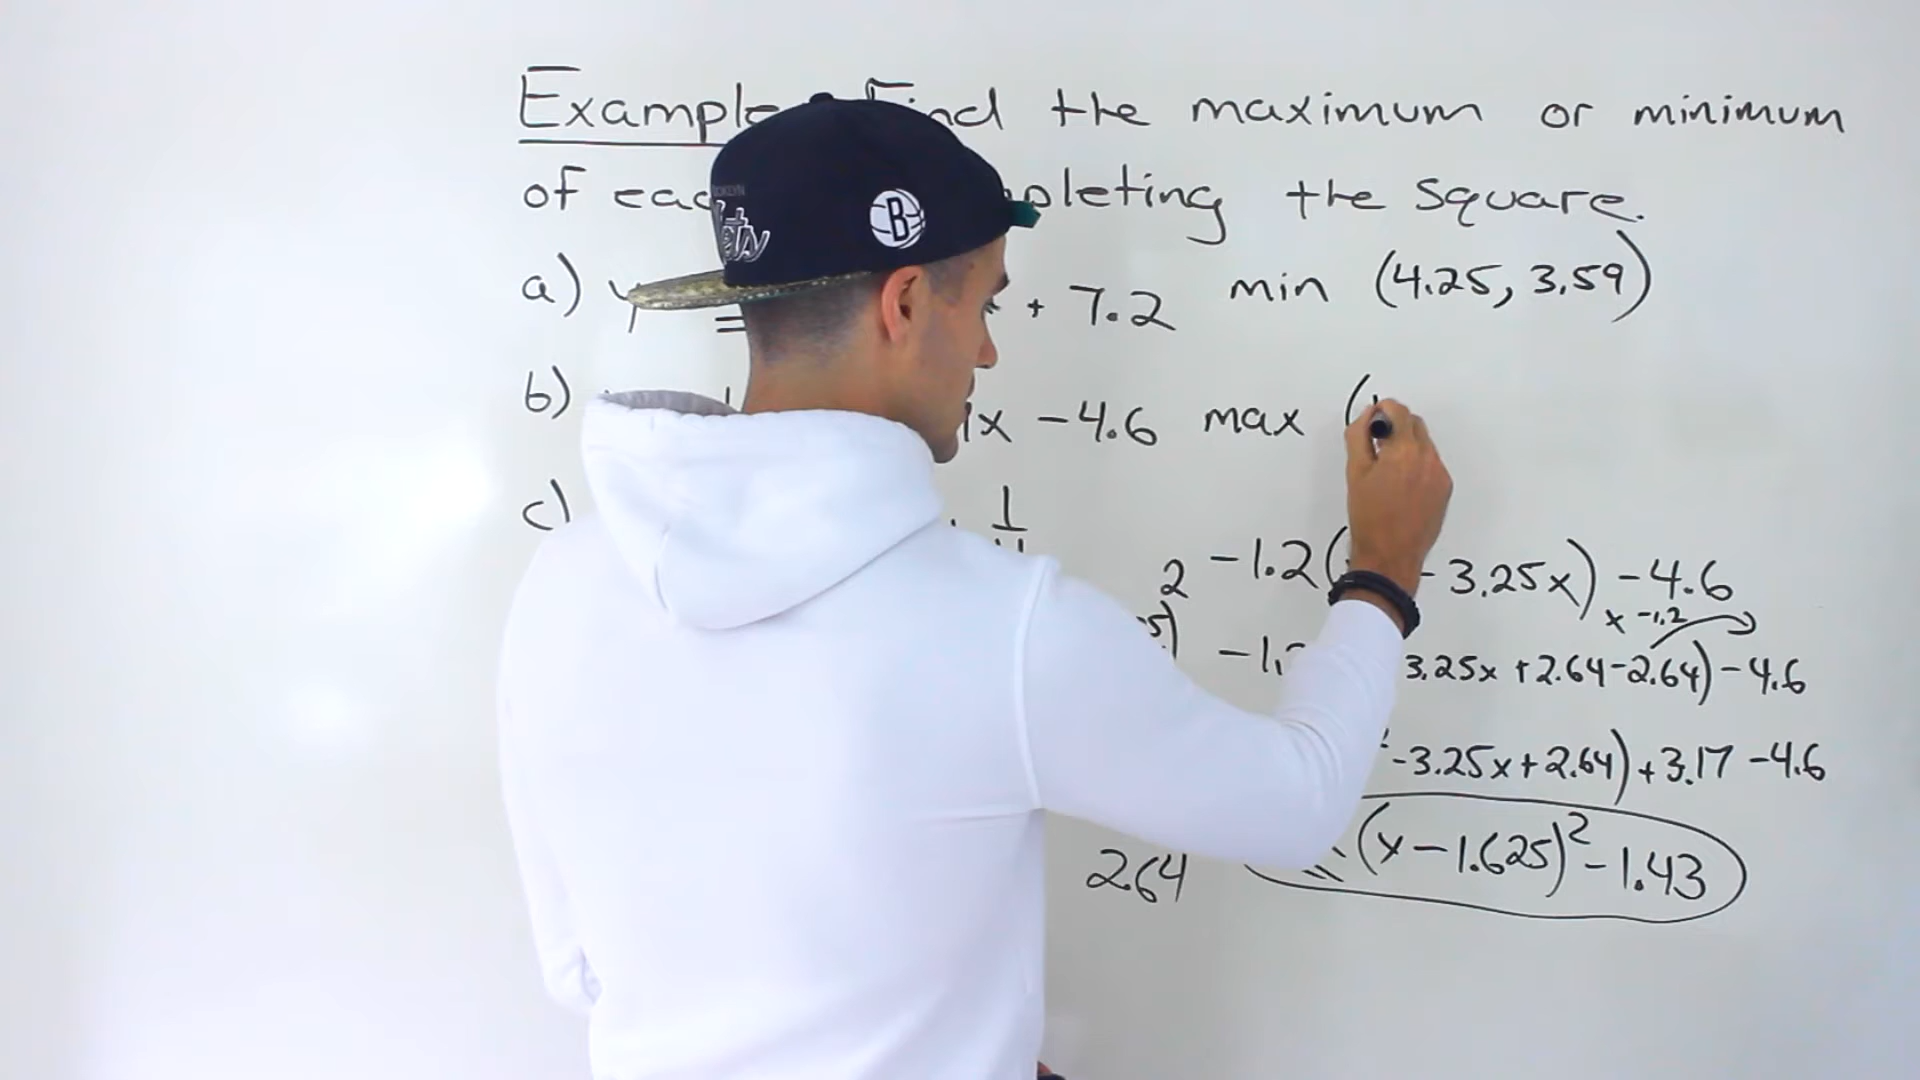 Example Find the maximum or minimum
of completing the square.
a) y + 7.2 min (4.25, 3.59)
b) x - 4.6 max (
c) 1
2 -1.2( - 3.25x) - 4.6
x -1.2
3.25x + 2.64 - 2.64) - 4.6
- 3.25x + 2.64) + 3.17 - 4.6
2.64 (x - 1.625)² - 1.43
B